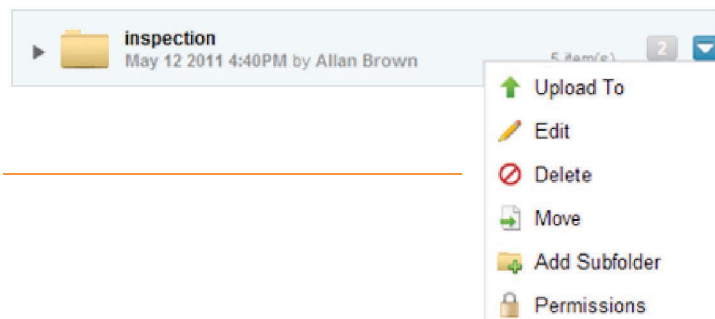 inspection
May 12 2011 4:40PM by Allan Brown
5 item(s)
2
Upload To
Edit
Delete
Move
Add Subfolder
Permissions